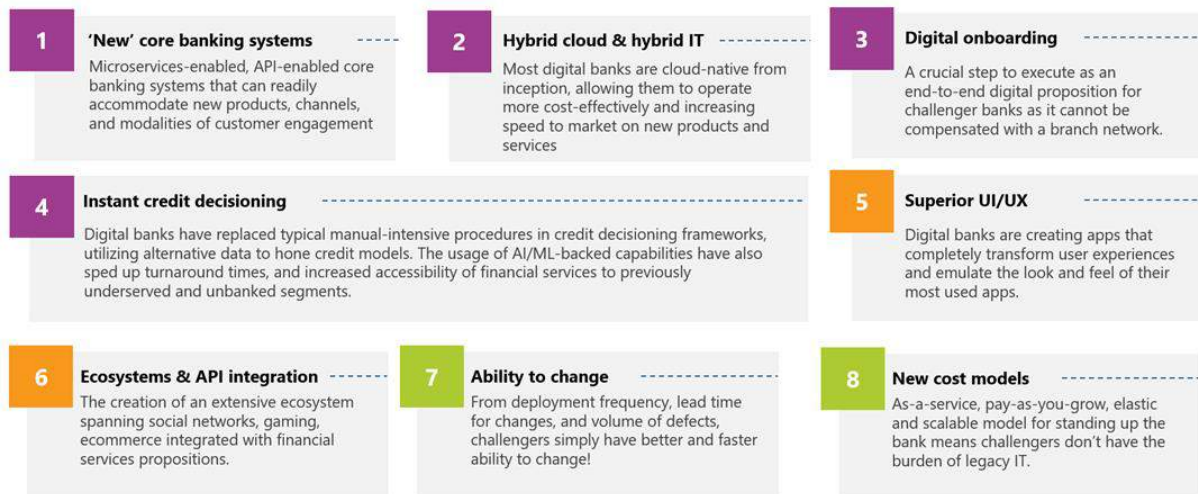 1
‘New’ core banking systems
Microservices-enabled, API-enabled core
banking systems that can readily
accommodate new products, channels,
and modalities of customer engagement
2
Hybrid cloud & hybrid IT
Most digital banks are cloud-native from
inception, allowing them to operate
more cost-effectively and increasing
speed to market on new products and
services
3
Digital onboarding
A crucial step to execute as an
end-to-end digital proposition for
challenger banks as it cannot be
compensated with a branch network.
4
Instant credit decisioning
Digital banks have replaced typical manual-intensive procedures in credit decisioning frameworks,
utilizing alternative data to hone credit models. The usage of AI/ML-backed capabilities have also
sped up turnaround times, and increased accessibility of financial services to previously
underserved and unbanked segments.
5
Superior UI/UX
Digital banks are creating apps that
completely transform user experiences
and emulate the look and feel of their
most used apps.
6
Ecosystems & API integration
The creation of an extensive ecosystem
spanning social networks, gaming,
ecommerce integrated with financial
services propositions.
7
Ability to change
From deployment frequency, lead time
for changes, and volume of defects,
challengers simply have better and faster
ability to change!
8
New cost models
As-a-service, pay-as-you-grow, elastic
and scalable model for standing up the
bank means challengers don’t have the
burden of legacy IT.